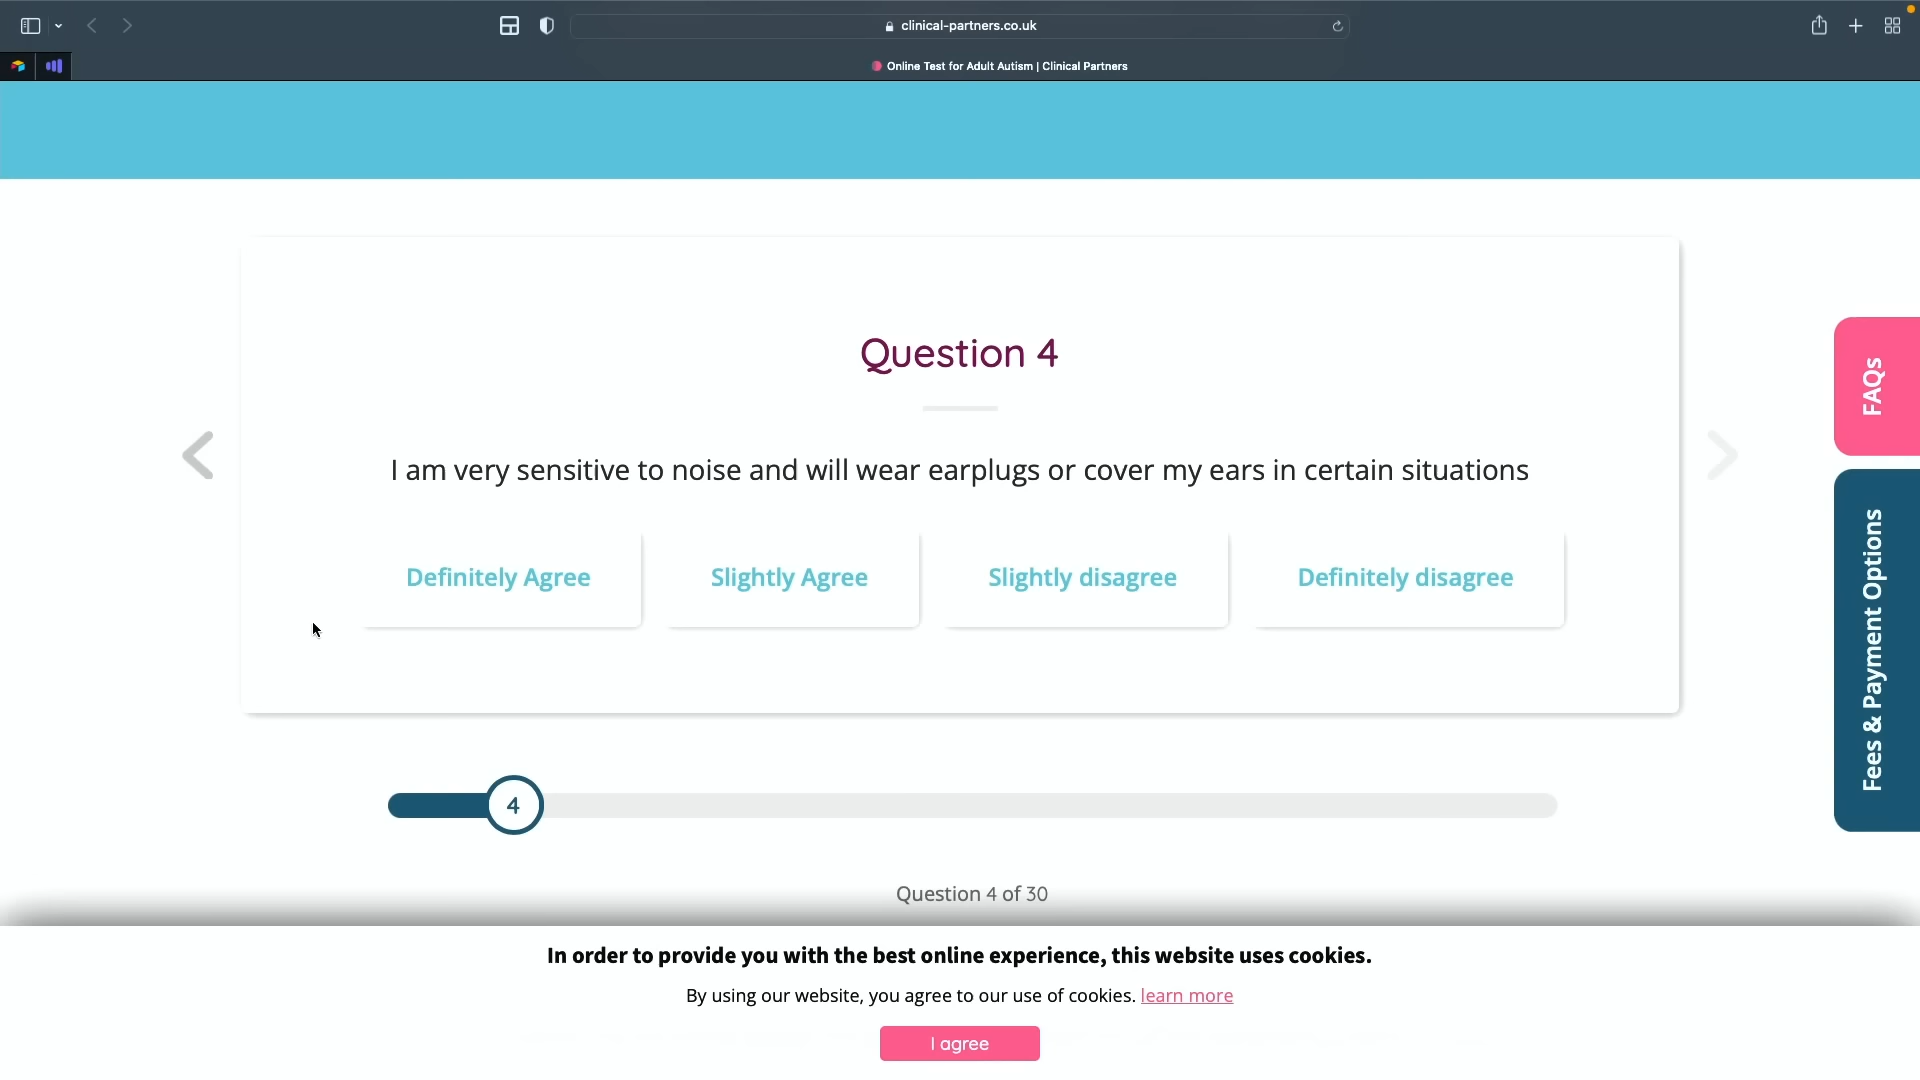 clinical-partners.co.uk
Online Test for Adult Autism | Clinical Partners
Question 4
I am very sensitive to noise and will wear earplugs or cover my ears in certain situations
Definitely Agree
Slightly Agree
Slightly disagree
Definitely disagree
FAQs
Fees & Payment Options
4
Question 4 of 30
In order to provide you with the best online experience, this website uses cookies.
By using our website, you agree to our use of cookies. learn more
I agree